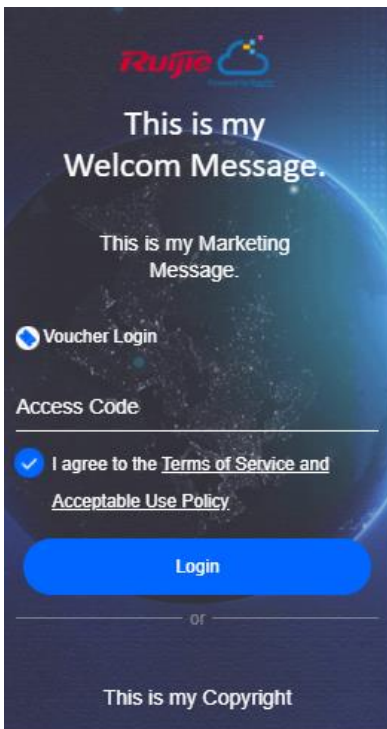 Ruijie
This is my
Welcom Message.
This is my Marketing
Message.
Voucher Login
Access Code
I agree to the Terms of Service and
Acceptable Use Policy
Login
or
This is my Copyright